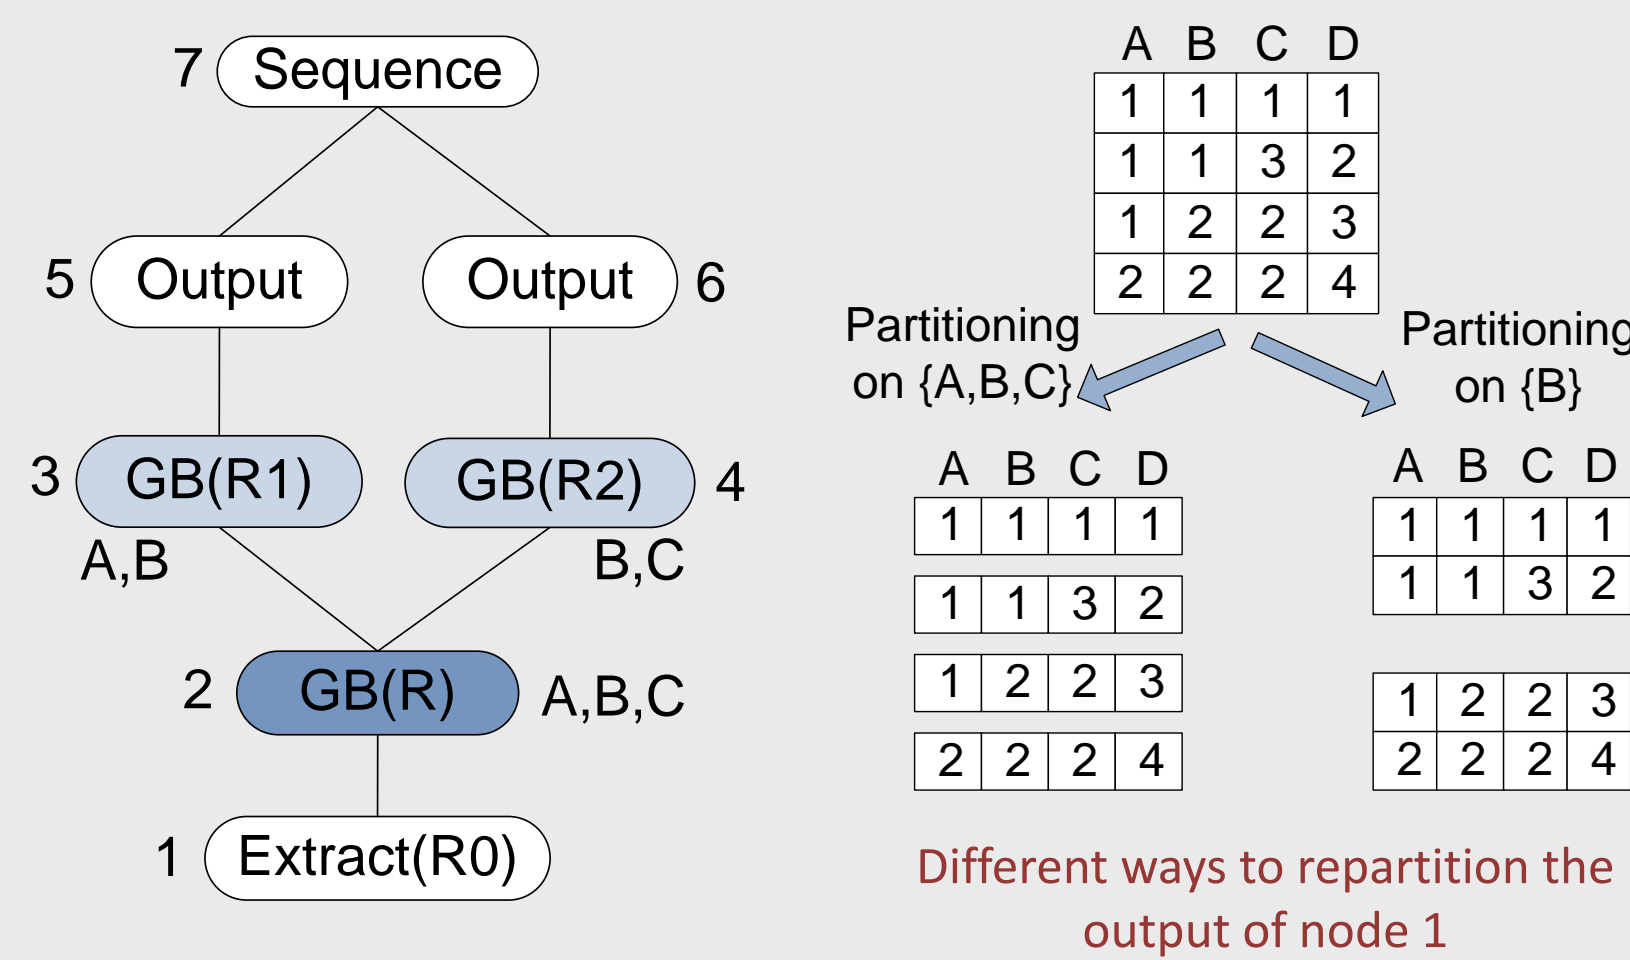 7 Sequence
5 Output
Output 6
3 GB(R1)
GB(R2) 4
A,B
B,C
2 GB(R) A,B,C
1 Extract(R0)
A B C D
1 1 1 1
1 1 3 2
1 2 2 3
2 2 2 4
Partitioning
on {A,B,C}
Partitioning
on {B}
A B C D
1 1 1 1
1 1 3 2
1 2 2 3
2 2 2 4
A B C D
1 1 1 1
1 1 3 2
1 2 2 3
2 2 2 4
Different ways to repartition the
output of node 1